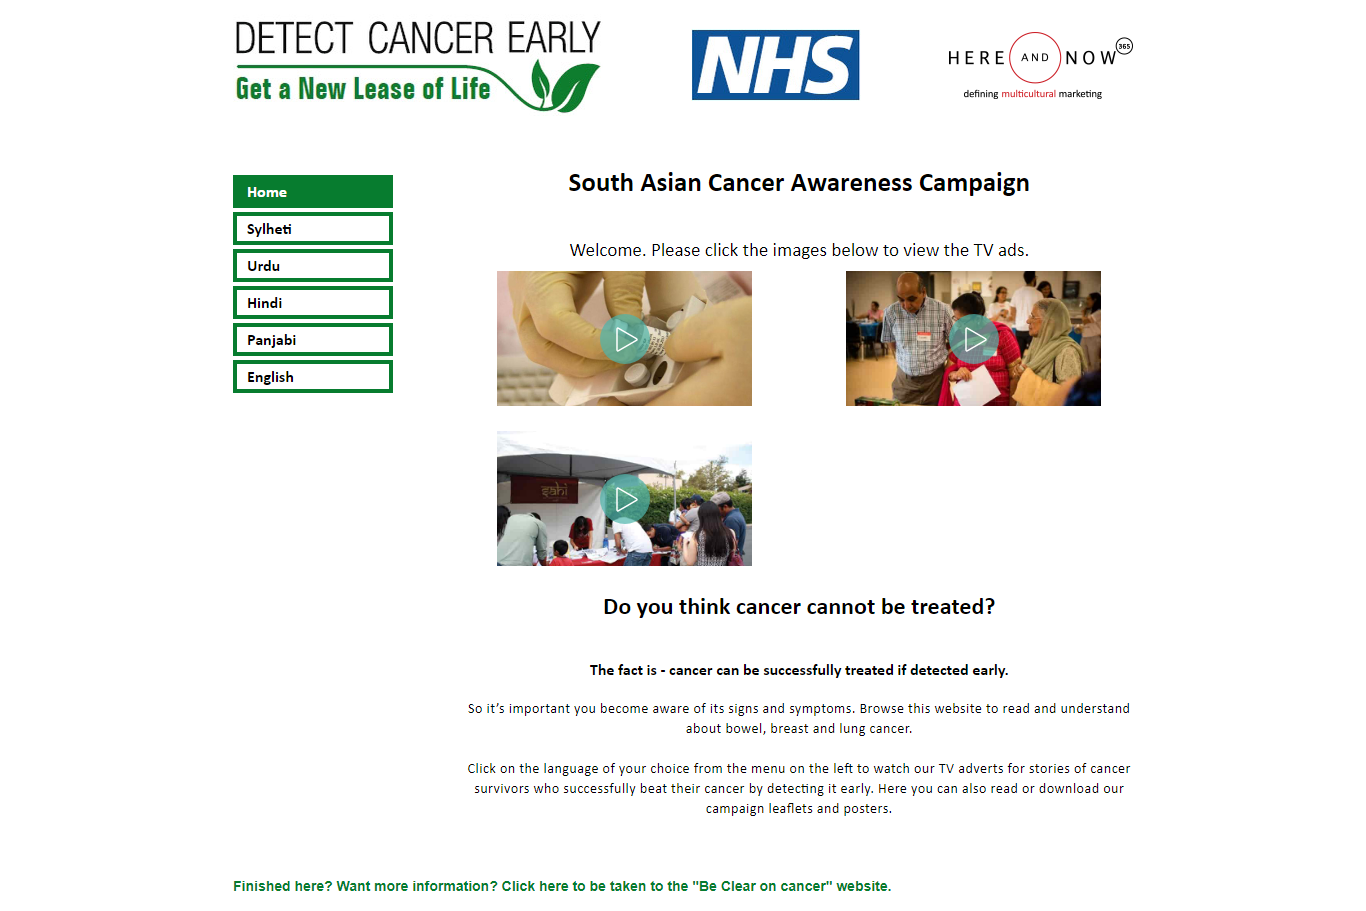 DETECT CANCER EARLY
Get a New Lease of Life
NHS
HERE AND NOW 365
defining multicultural marketing
Home
Sylheti
Urdu
Hindi
Panjabi
English
South Asian Cancer Awareness Campaign
Welcome. Please click the images below to view the TV ads.
sahi
Do you think cancer cannot be treated?
The fact is - cancer can be successfully treated if detected early.
So it’s important you become aware of its signs and symptoms. Browse this website to read and understand
about bowel, breast and lung cancer.
Click on the language of your choice from the menu on the left to watch our TV adverts for stories of cancer
survivors who successfully beat their cancer by detecting it early. Here you can also read or download our
campaign leaflets and posters.
Finished here? Want more information? Click here to be taken to the "Be Clear on cancer" website.